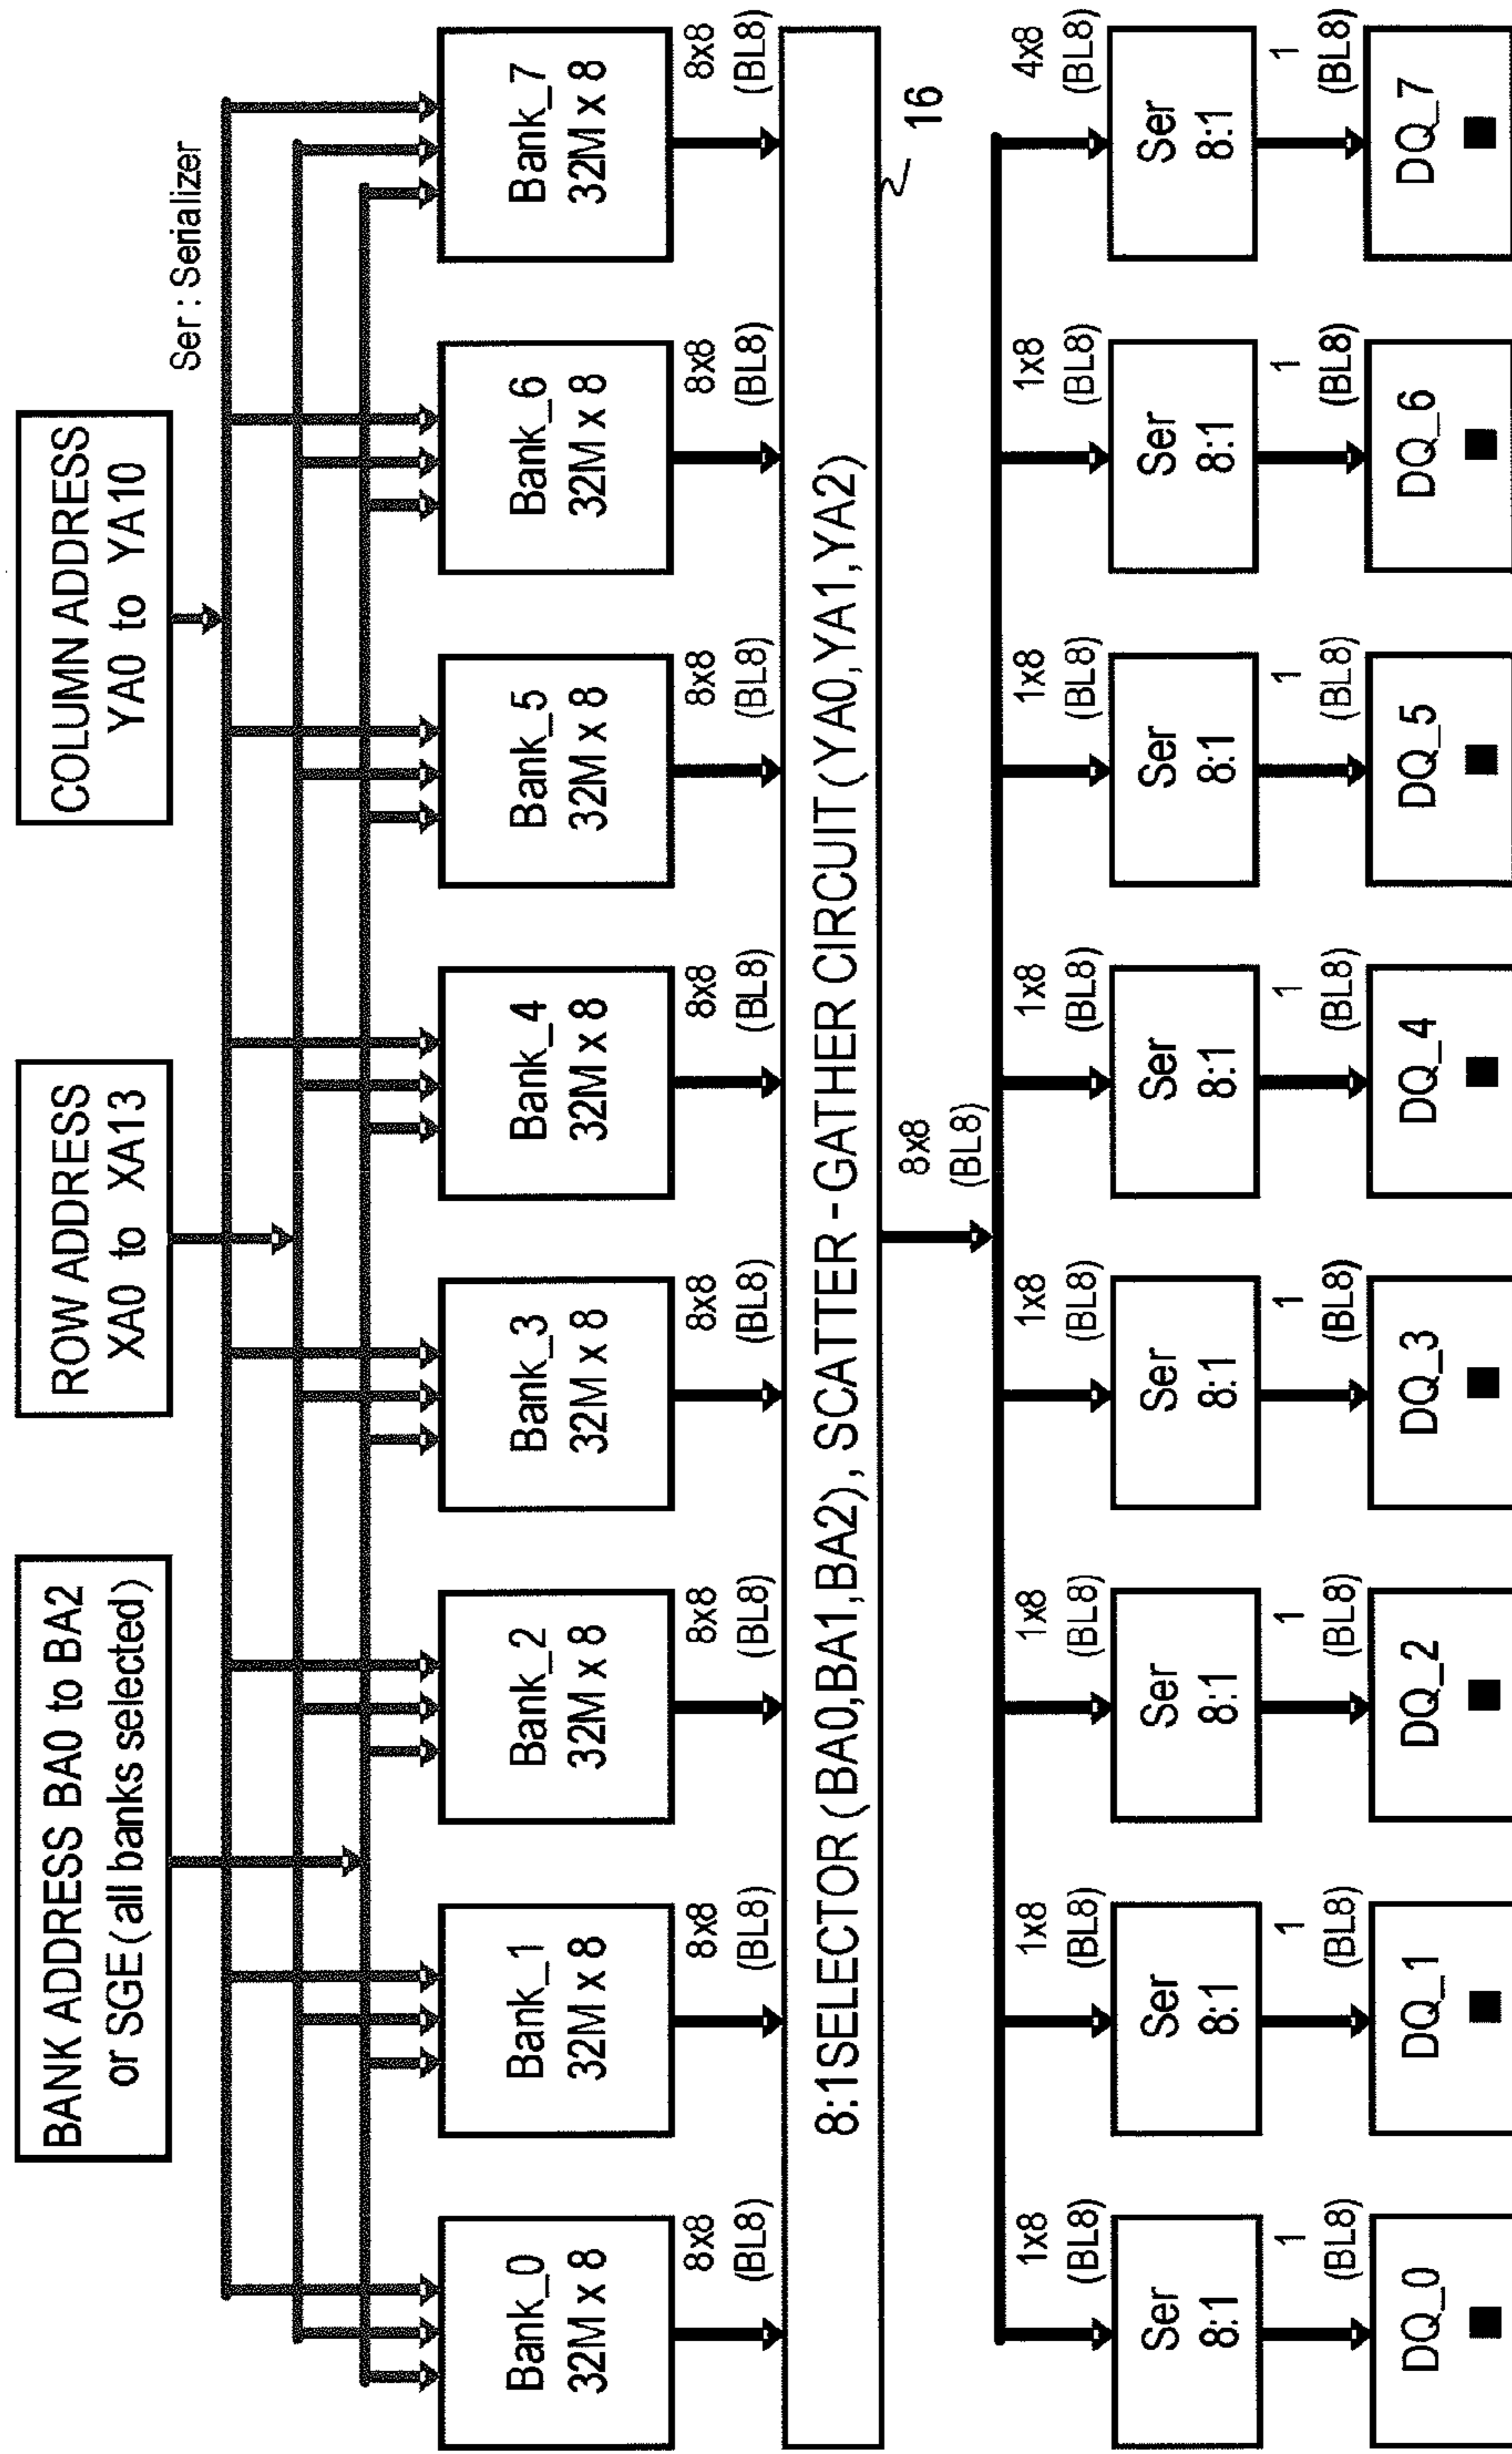 BANK ADDRESS BA0 to BA2
or SGE (all banks selected)
ROW ADDRESS
XA0 to XA13
COLUMN ADDRESS
YA0 to YA10
Ser : Serializer
Bank_0
32M x 8
Bank_1
32M x 8
Bank_2
32M x 8
Bank_3
32M x 8
Bank_4
32M x 8
Bank_5
32M x 8
Bank_6
32M x 8
Bank_7
32M x 8
8x8
(BL8)
8x8
(BL8)
8x8
(BL8)
8x8
(BL8)
8x8
(BL8)
8x8
(BL8)
8x8
(BL8)
8x8
(BL8)
8:1SELECTOR (BA0,BA1,BA2), SCATTER - GATHER CIRCUIT (YA0,YA1,YA2)
16
8x8
(BL8)
1x8
(BL8)
1x8
(BL8)
1x8
(BL8)
1x8
(BL8)
1x8
(BL8)
1x8
(BL8)
1x8
(BL8)
4x8
(BL8)
Ser
8:1
Ser
8:1
Ser
8:1
Ser
8:1
Ser
8:1
Ser
8:1
Ser
8:1
Ser
8:1
1
(BL8)
1
(BL8)
1
(BL8)
1
(BL8)
1
(BL8)
1
(BL8)
1
(BL8)
1
(BL8)
DQ_0
DQ_1
DQ_2
DQ_3
DQ_4
DQ_5
DQ_6
DQ_7